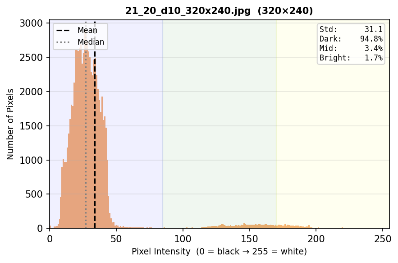 21_20_d10_320x240.jpg  (320×240)
Mean
Median
Std: 31.1
Dark: 94.8%
Mid: 3.4%
Bright: 1.7%
3000
2500
2000
1500
1000
500
0
Number of Pixels
0 50 100 150 200 250
Pixel Intensity  (0 = black → 255 = white)